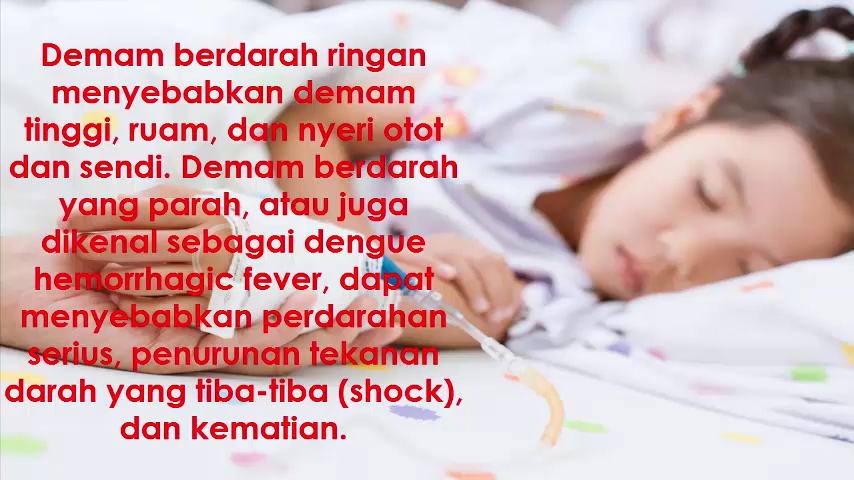 Demam berdarah ringan
menyebabkan demam
tinggi, ruam, dan nyeri otot
dan sendi. Demam berdarah
yang parah, atau juga
dikenal sebagai dengue
hemorrhagic fever, dapat
menyebabkan perdarahan
serius, penurunan tekanan
darah yang tiba-tiba (shock),
dan kematian.